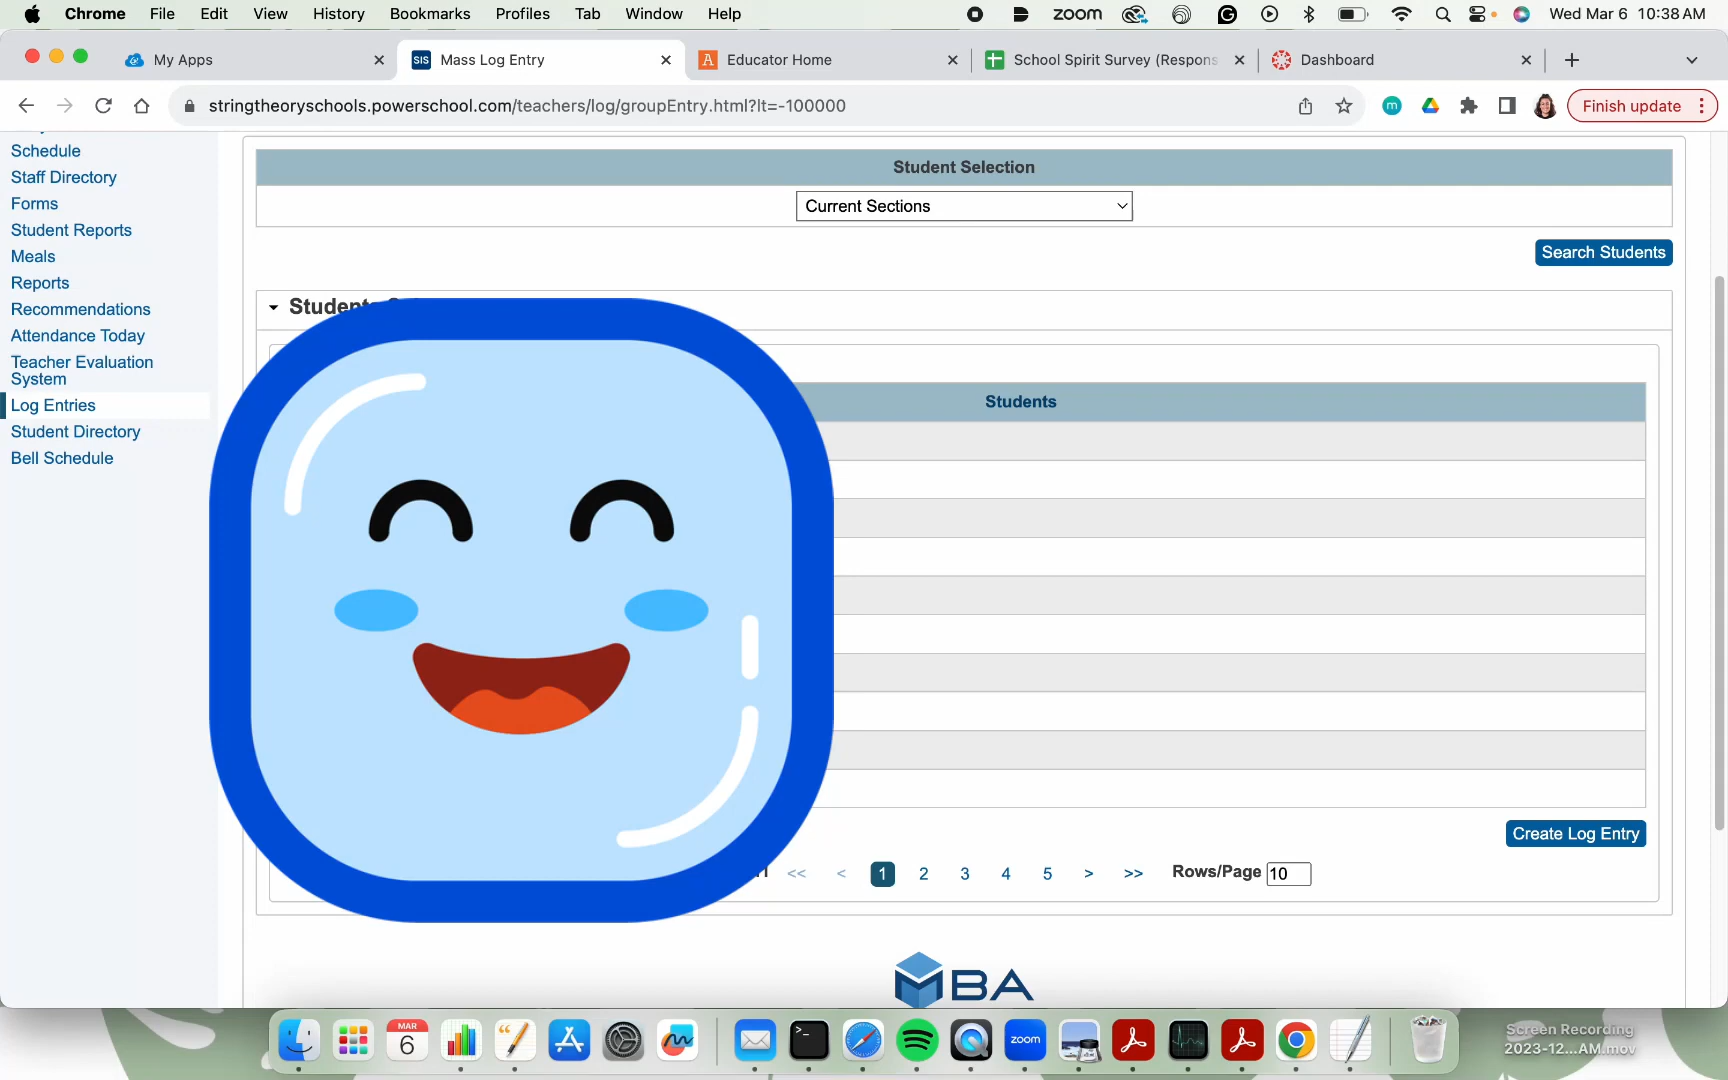 Chrome File Edit View History Bookmarks Profiles Tab Window Help zoom Wed Mar 6 10:38 AM
My Apps SIS Mass Log Entry Educator Home School Spirit Survey (Respons Dashboard
stringtheoryschools.powerschool.com/teachers/log/groupEntry.html?lt=-100000 m Finish update
Schedule
Staff Directory
Forms
Student Reports
Meals
Reports
Recommendations
Attendance Today
Teacher Evaluation
System
Log Entries
Student Directory
Bell Schedule
Student Selection
Current Sections
Search Students
Students
Create Log Entry
<< < 1 2 3 4 5 > >> Rows/Page 10
BA
MAR
6
zoom
Screen Recording
2023-12...AM.mov